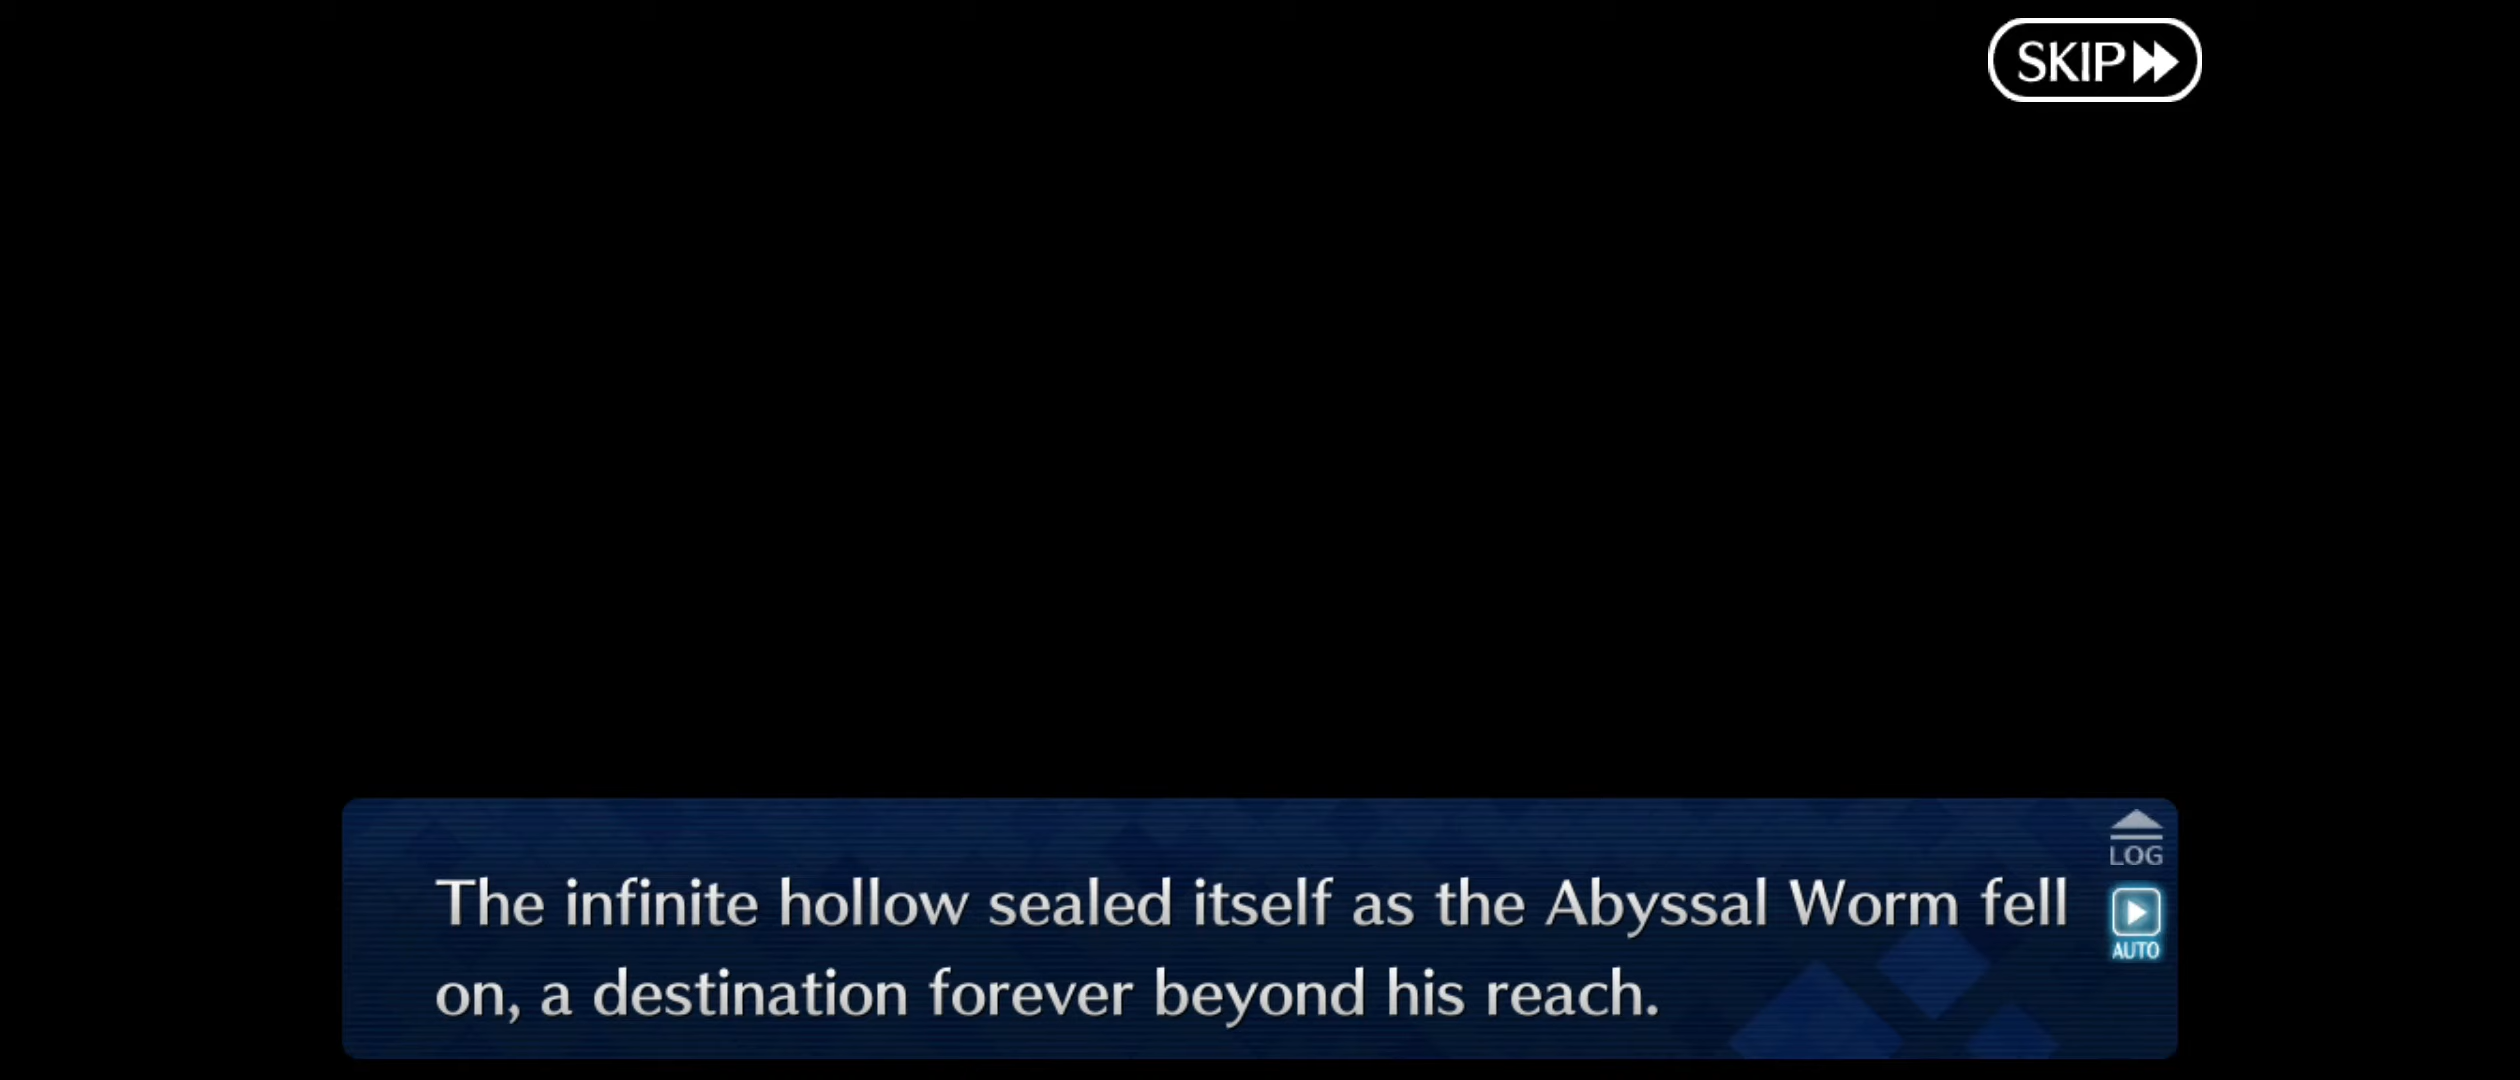 SKIP
LOG
The infinite hollow sealed itself as the Abyssal Worm fell
on, a destination forever beyond his reach.
AUTO